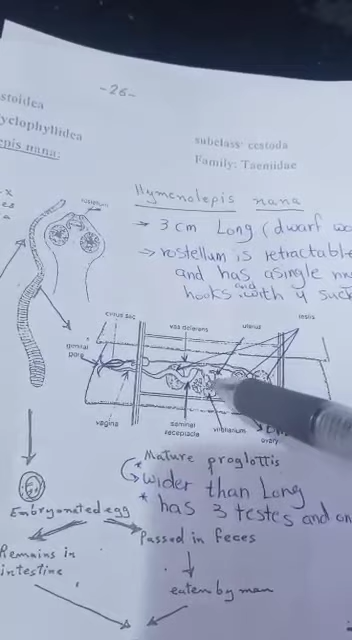 -26-
stoidea
yclophyllidea
epis nana:
subclass: cestoda
Family: Taeniidae
Hymenolepis nana
→ 3 cm Long (dwarf
→ rostellum is retractable
and has a single
hooks and with 4
rostellum
cirrus sac
vas deferens
uterus
testis
genital
pore
vagina
seminal
receptacle
vitellarium
ovary
* Mature proglottis
wider than Long
* has 3 testes and
Embryonated egg
Remains in
intestine
Passed in feces
eaten by man